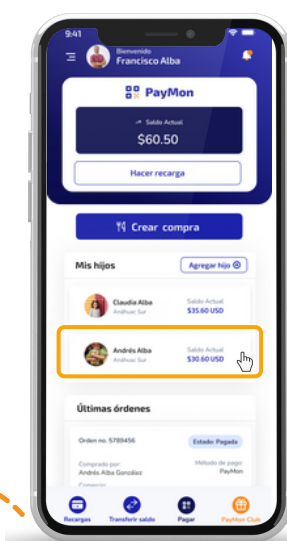 9:41
Bienvenido
Francisco Alba
PayMon
Saldo Actual
$60.50
Hacer recarga
Crear compra
Mis hijos
Agregar hijo
Claudia Alba
Anáhuac Sur
Saldo Actual
$35.60 USD
Andrés Alba
Anáhuac Sur
Saldo Actual
$30.60 USD
Últimas órdenes
Orden no. 5789456
Estado: Pagada
Comprado por:
Andrés Alba González
Método de pago:
PayMon
Comercio:
Recargas
Transferir saldo
Pagar
PayMon Club